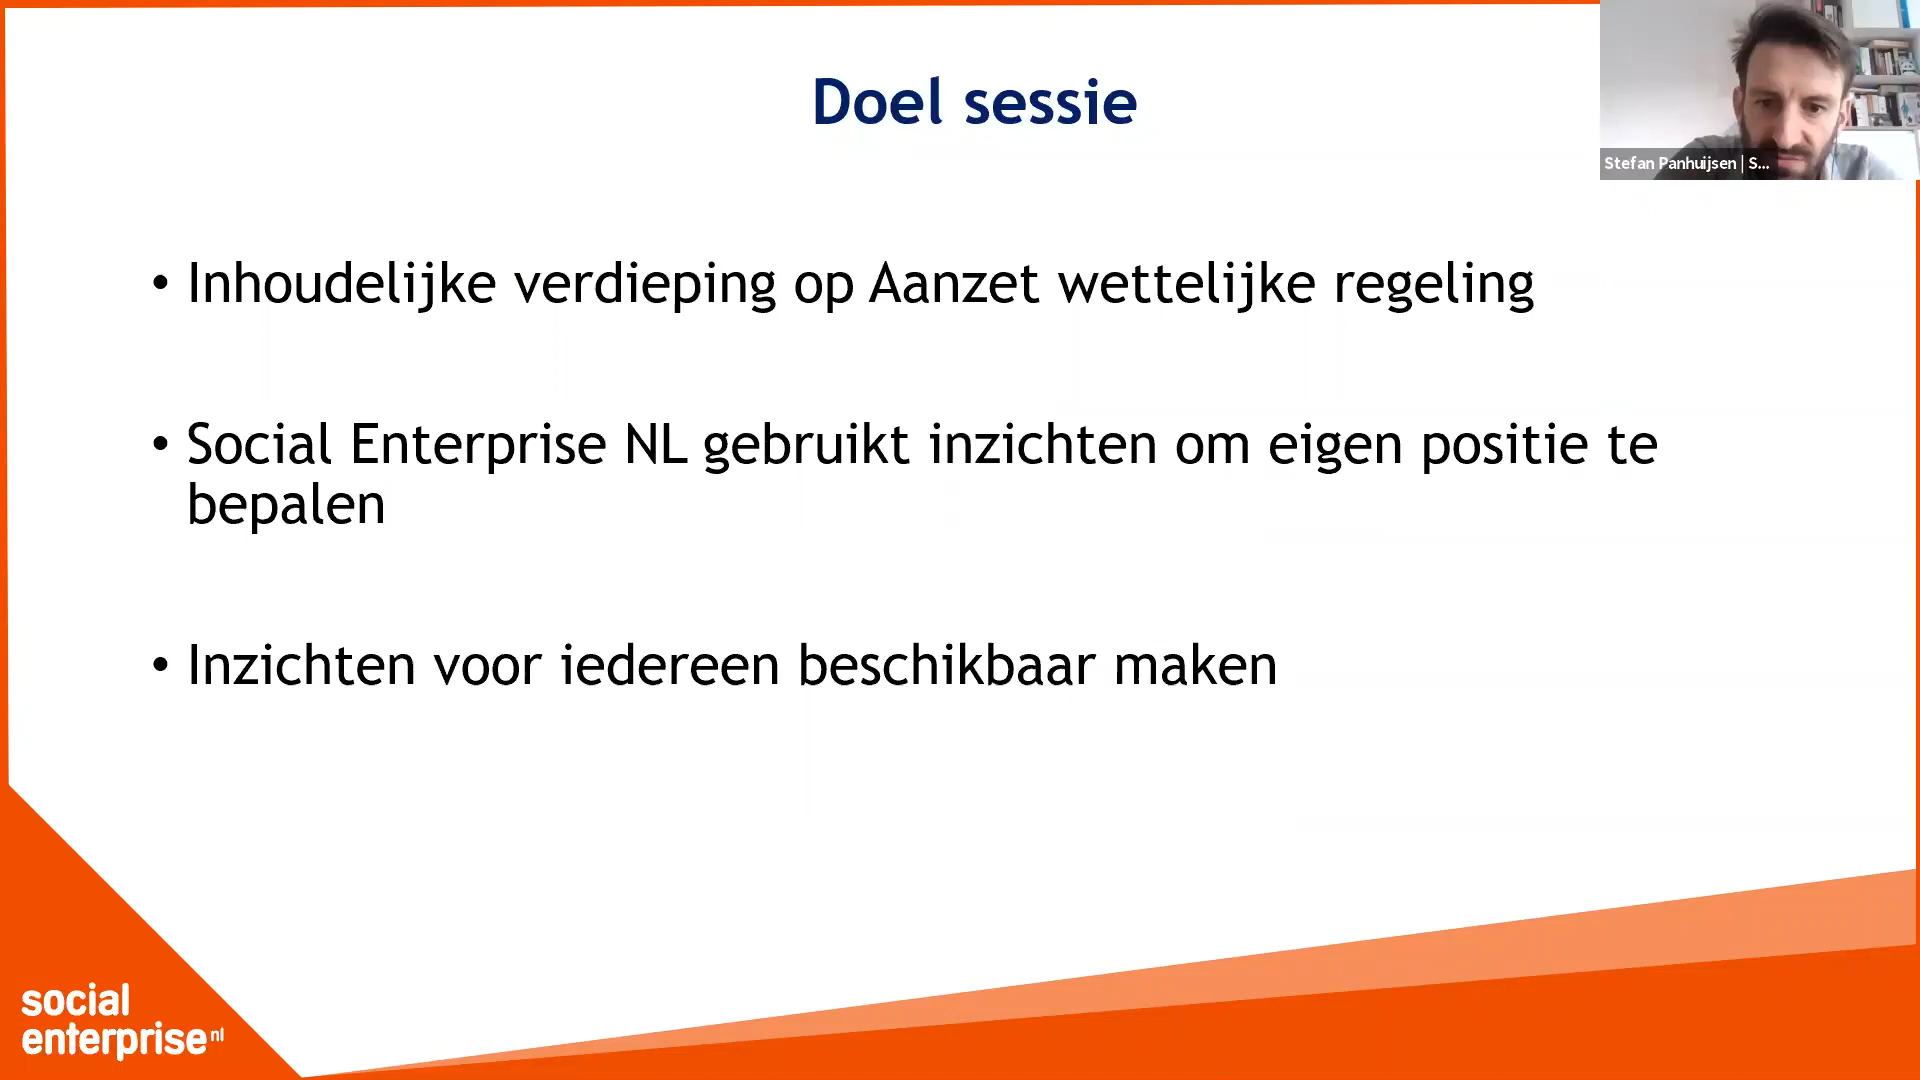 Doel sessie
Stefan Panhuijsen | S...
• Inhoudelijke verdieping op Aanzet wettelijke regeling
• Social Enterprise NL gebruikt inzichten om eigen positie te
bepalen
• Inzichten voor iedereen beschikbaar maken
social
enterprise nl